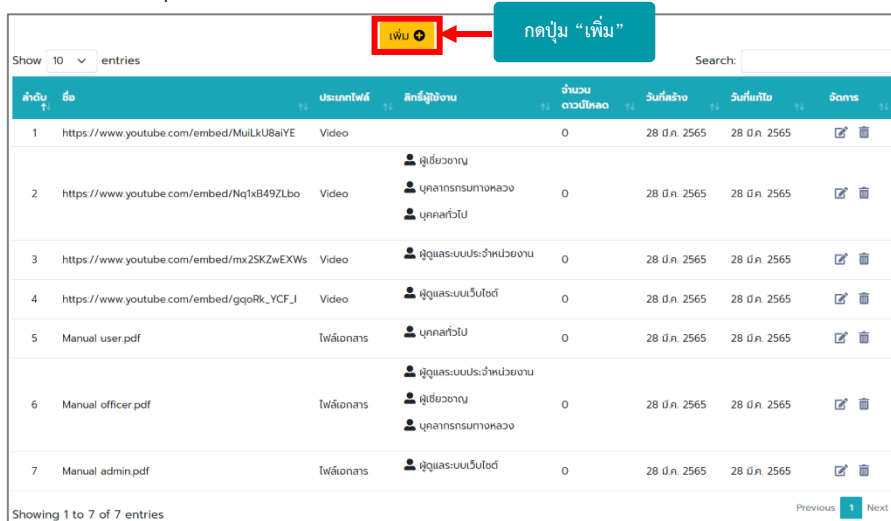 เพิ่ม
กดปุ่ม “เพิ่ม”
Show 10 entries
Search:
ลำดับ ชื่อ ประเภทไฟล์ สิทธิ์ผู้ใช้งาน จำนวน ดาวน์โหลด วันที่สร้าง วันที่แก้ไข จัดการ
1 https://www.youtube.com/embed/MuiLkU8aiYE Video 0 28 มี.ค. 2565 28 มี.ค. 2565
ผู้เชี่ยวชาญ
2 https://www.youtube.com/embed/Nq1xB49ZLbo Video บุคลากรกรมทางหลวง 0 28 มี.ค. 2565 28 มี.ค. 2565
บุคคลทั่วไป
3 https://www.youtube.com/embed/mx2SKZwEXWs Video ผู้ดูแลระบบประจำหน่วยงาน 0 28 มี.ค. 2565 28 มี.ค. 2565
4 https://www.youtube.com/embed/gqoRk_YCF_I Video ผู้ดูแลระบบเว็บไซต์ 0 28 มี.ค. 2565 28 มี.ค. 2565
5 Manual user.pdf ไฟล์เอกสาร บุคคลทั่วไป 0 28 มี.ค. 2565 28 มี.ค. 2565
ผู้ดูแลระบบประจำหน่วยงาน
6 Manual officer.pdf ไฟล์เอกสาร ผู้เชี่ยวชาญ 0 28 มี.ค. 2565 28 มี.ค. 2565
บุคลากรกรมทางหลวง
7 Manual admin.pdf ไฟล์เอกสาร ผู้ดูแลระบบเว็บไซต์ 0 28 มี.ค. 2565 28 มี.ค. 2565
Showing 1 to 7 of 7 entries
Previous 1 Next